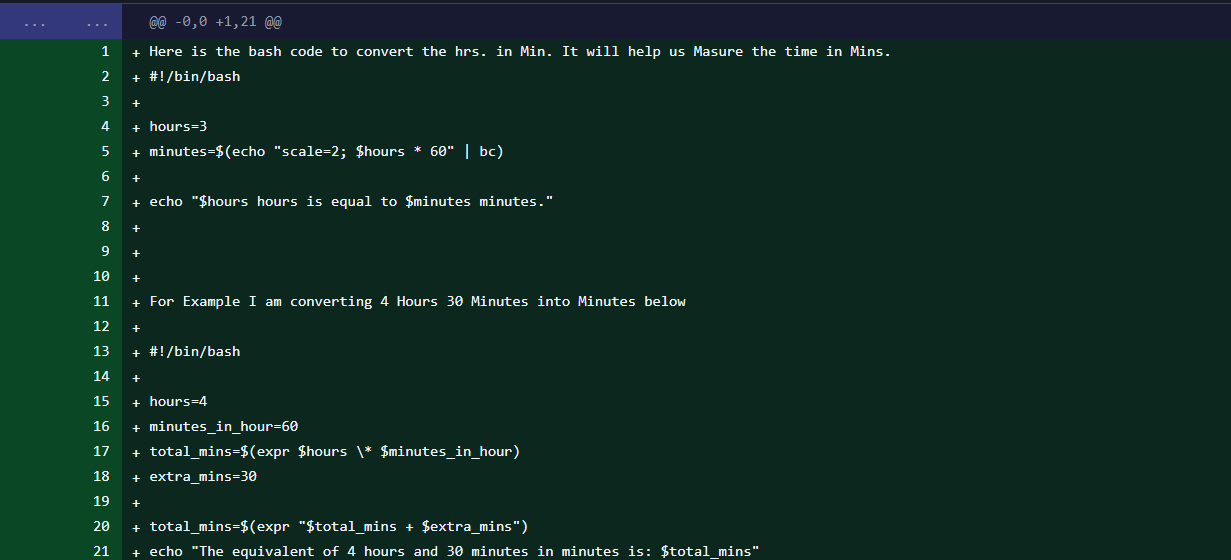 ... ... @@ -0,0 +1,21 @@
1 + Here is the bash code to convert the hrs. in Min. It will help us Masure the time in Mins.
2 + #!/bin/bash
3 +
4 + hours=3
5 + minutes=$(echo "scale=2; $hours * 60" | bc)
6 +
7 + echo "$hours hours is equal to $minutes minutes."
8 +
9 +
10 +
11 + For Example I am converting 4 Hours 30 Minutes into Minutes below
12 +
13 + #!/bin/bash
14 +
15 + hours=4
16 + minutes_in_hour=60
17 + total_mins=$(expr $hours \* $minutes_in_hour)
18 + extra_mins=30
19 +
20 + total_mins=$(expr "$total_mins + $extra_mins")
21 + echo "The equivalent of 4 hours and 30 minutes in minutes is: $total_mins"